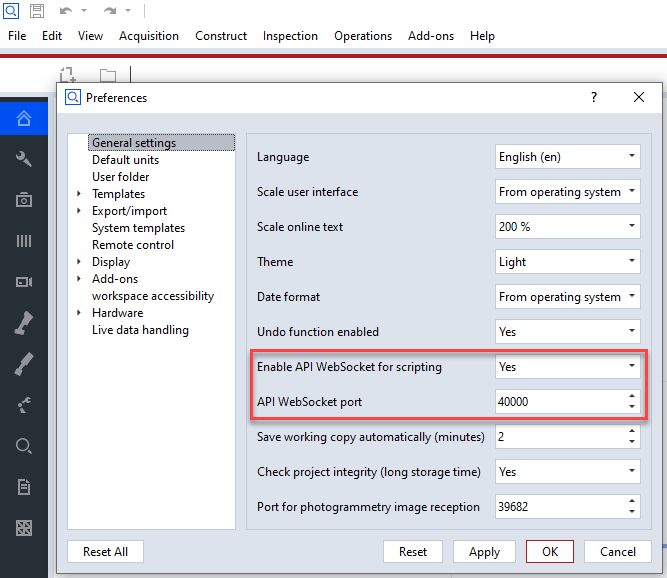 File Edit View Acquisition Construct Inspection Operations Add-ons Help
Preferences ?
General settings
Default units
User folder
Templates
Export/import
System templates
Remote control
Display
Add-ons
workspace accessibility
Hardware
Live data handling
Language English (en)
Scale user interface From operating system
Scale online text 200 %
Theme Light
Date format From operating system
Undo function enabled Yes
Enable API WebSocket for scripting Yes
API WebSocket port 40000
Save working copy automatically (minutes) 2
Check project integrity (long storage time) Yes
Port for photogrammetry image reception 39682
Reset All Reset Apply OK Cancel